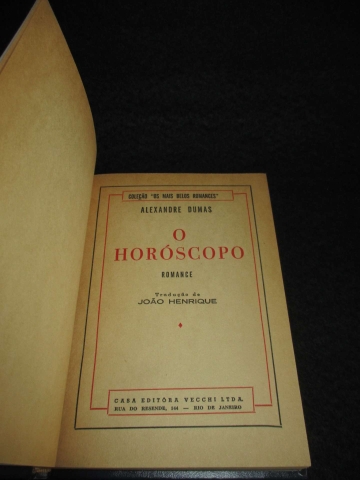 COLEÇÃO "OS MAIS BELOS ROMANCES"
ALEXANDRE DUMAS
O
HORÓSCOPO
ROMANCE
Tradução de
JOÃO HENRIQUE
CASA EDITÔRA VECCHI LTDA.
RUA DO RESENDE, 144 — RIO DE JANEIRO